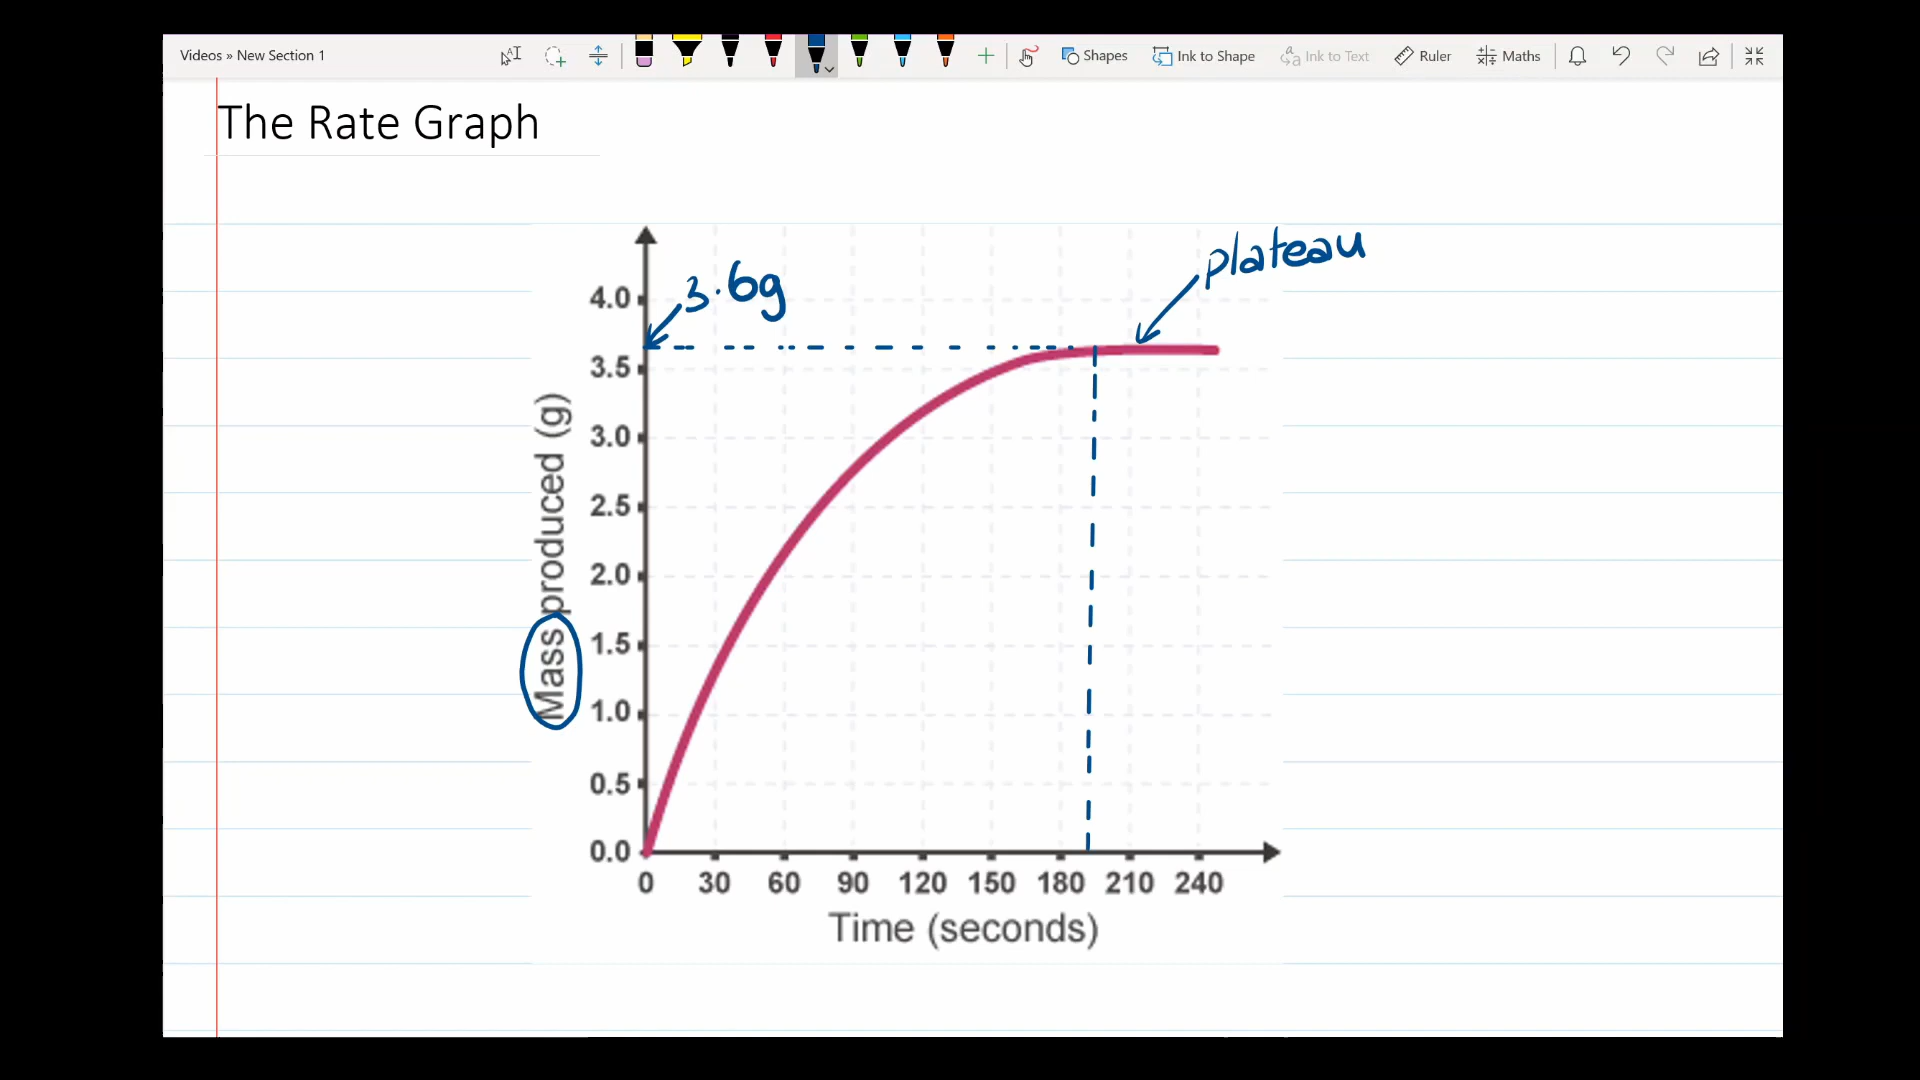 Videos » New Section 1
Shapes
Ink to Shape
Ink to Text
Ruler
Maths
The Rate Graph
plateau
3.6g
4.0
3.5
3.0
2.5
2.0
1.5
1.0
0.5
0.0
Mass produced (g)
0 30 60 90 120 150 180 210 240
Time (seconds)